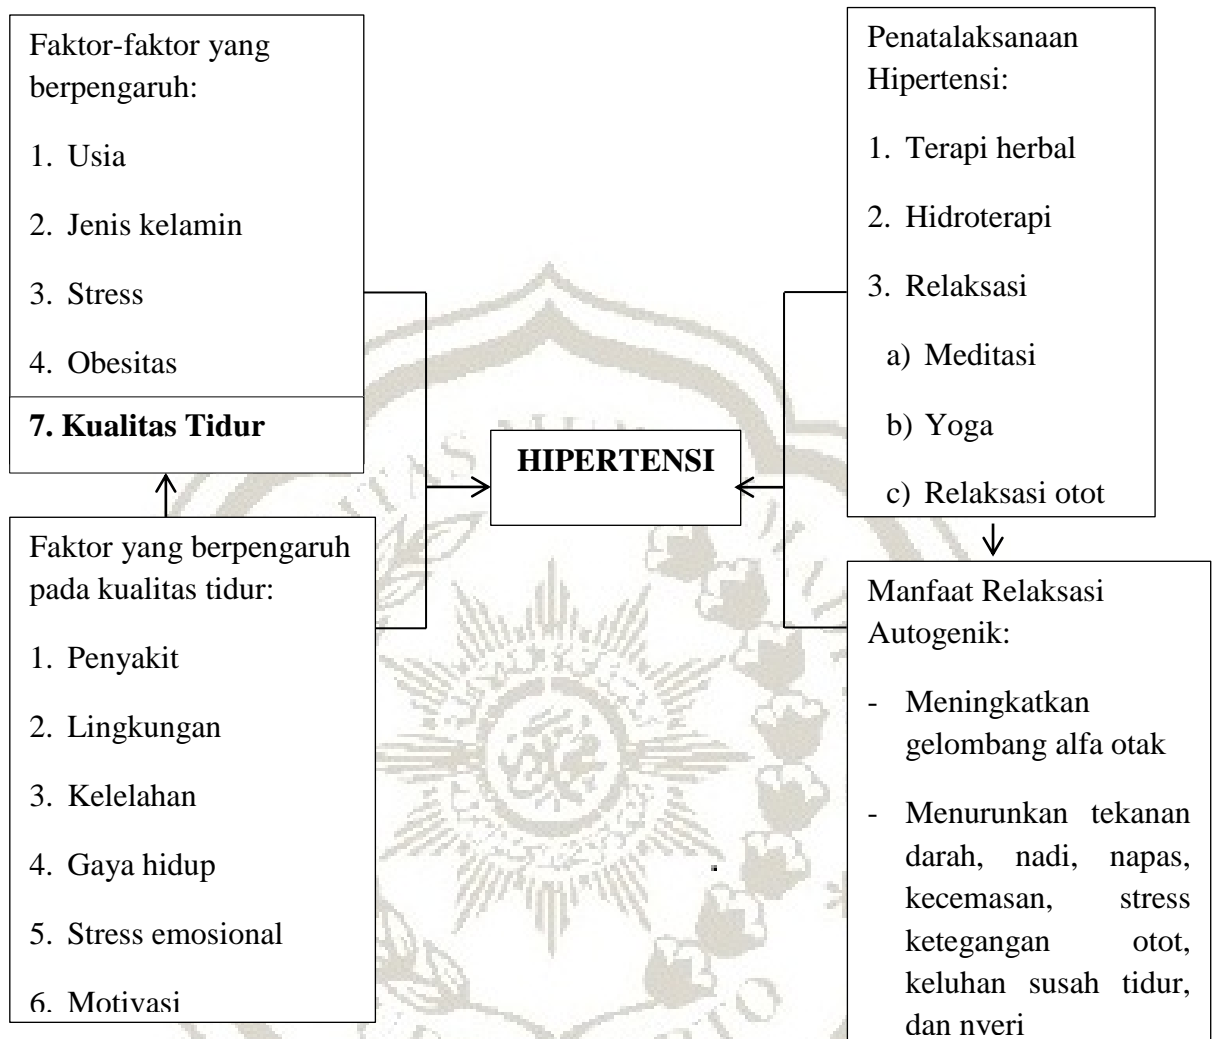 Faktor-faktor yang
berpengaruh:
1. Usia
2. Jenis kelamin
3. Stress
4. Obesitas
7. Kualitas Tidur
Faktor yang berpengaruh
pada kualitas tidur:
1. Penyakit
2. Lingkungan
3. Kelelahan
4. Gaya hidup
5. Stress emosional
6. Motivasi
HIPERTENSI
Penatalaksanaan
Hipertensi:
1. Terapi herbal
2. Hidroterapi
3. Relaksasi
a) Meditasi
b) Yoga
c) Relaksasi otot
Manfaat Relaksasi
Autogenik:
- Meningkatkan
gelombang alfa otak
- Menurunkan tekanan
darah, nadi, napas,
kecemasan, stress
ketegangan otot,
keluhan susah tidur,
dan nyeri